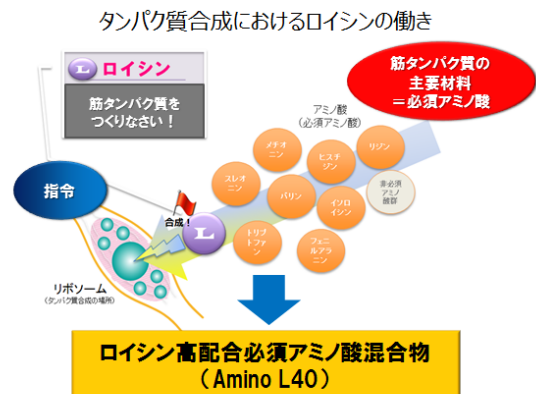 タンパク質合成におけるロイシンの働き
L ロイシン
筋タンパク質を
つくりなさい！
筋タンパク質の
主要材料
＝必須アミノ酸
アミノ酸
（必須アミノ酸）
メチオ
ニン
ヒスチ
ジン
リジン
スレオ
ニン
バリン
イソロ
イシン
非必須
アミノ
酸群
トリプ
トファ
ン
フェニ
ルアラ
ニン
指令
合成！
L
リボソーム
（タンパク質合成の場所）
ロイシン高配合必須アミノ酸混合物
（Amino L40）